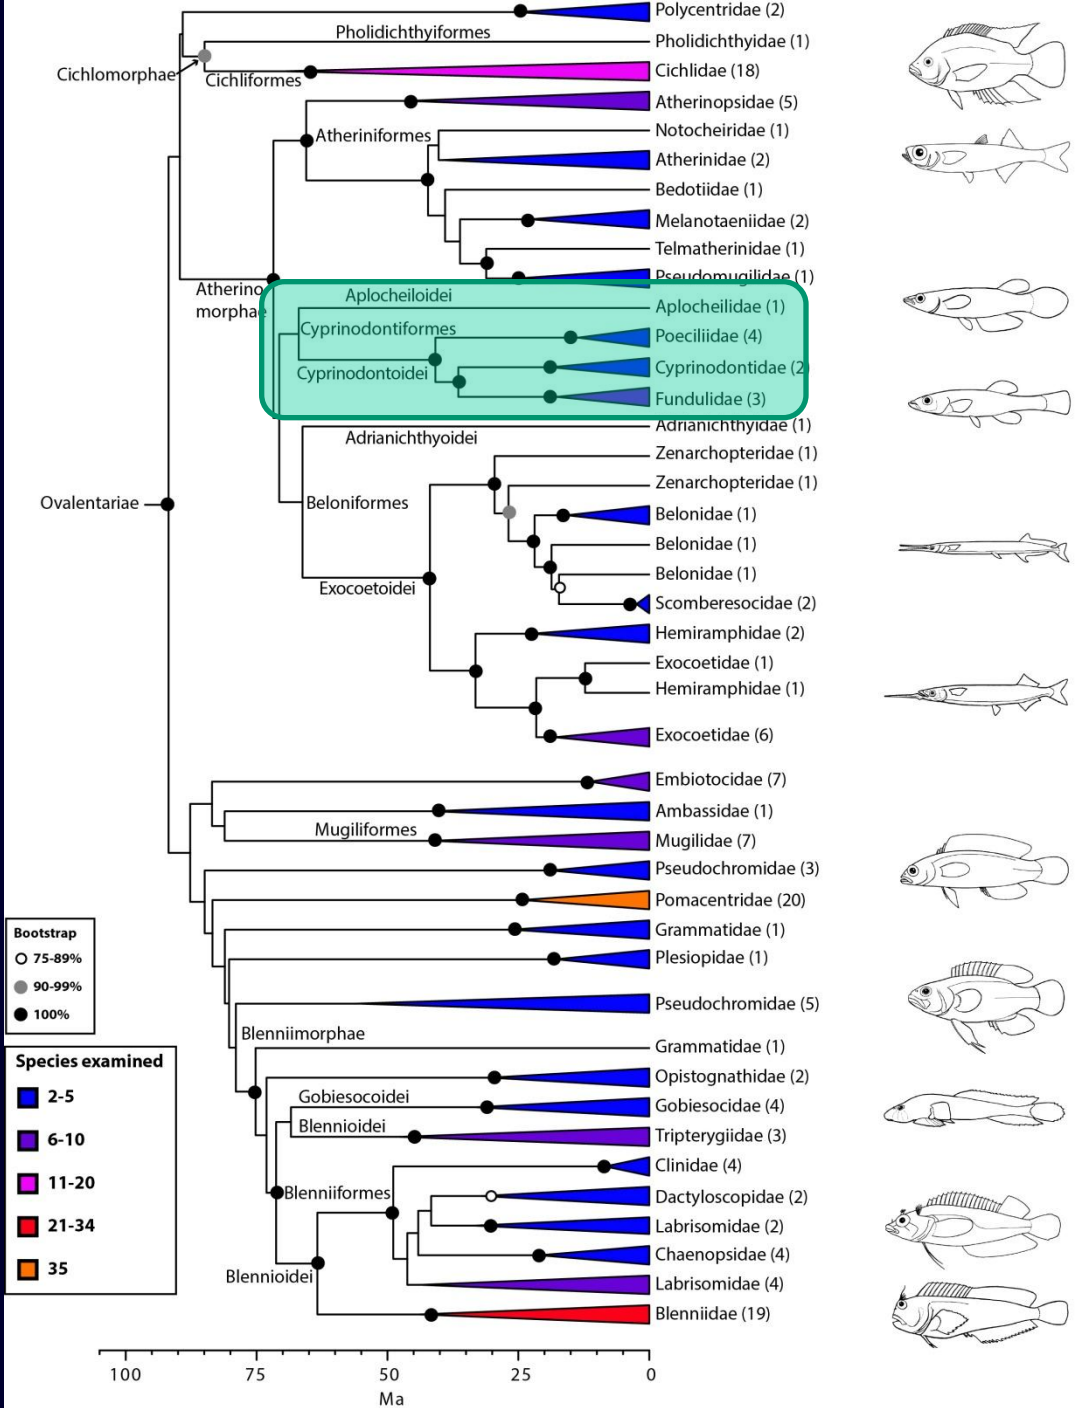 Polycentridae (2)
Pholidichthyiformes
Pholidichthyidae (1)
Cichlomorphae
Cichliformes
Cichlidae (18)
Atherinopsidae (5)
Atheriniformes
Notocheiridae (1)
Atherinidae (2)
Bedotiidae (1)
Melanotaeniidae (2)
Telmatherinidae (1)
Pseudomugilidae (1)
Atherino
morphae
Aplocheiloidei
Aplocheilidae (1)
Cyprinodontiformes
Poeciliidae (4)
Cyprinodontoidei
Cyprinodontidae (2)
Fundulidae (3)
Adrianichthyidae (1)
Adrianichthyoidei
Zenarchopteridae (1)
Zenarchopteridae (1)
Ovalentariae
Beloniformes
Belonidae (1)
Belonidae (1)
Belonidae (1)
Exocoetoidei
Scomberesocidae (2)
Hemiramphidae (2)
Exocoetidae (1)
Hemiramphidae (1)
Exocoetidae (6)
Embiotocidae (7)
Ambassidae (1)
Mugiliformes
Mugilidae (7)
Pseudochromidae (3)
Pomacentridae (20)
Grammatidae (1)
Plesiopidae (1)
Pseudochromidae (5)
Blenniimorphae
Grammatidae (1)
Opistognathidae (2)
Gobiesocoidei
Gobiesocidae (4)
Blennioidei
Tripterygiidae (3)
Clinidae (4)
Blenniiformes
Dactyloscopidae (2)
Labrisomidae (2)
Chaenopsidae (4)
Blennioidei
Labrisomidae (4)
Blenniidae (19)
Bootstrap
75-89%
90-99%
100%
Species examined
2-5
6-10
11-20
21-34
35
100 75 50 25 0
Ma